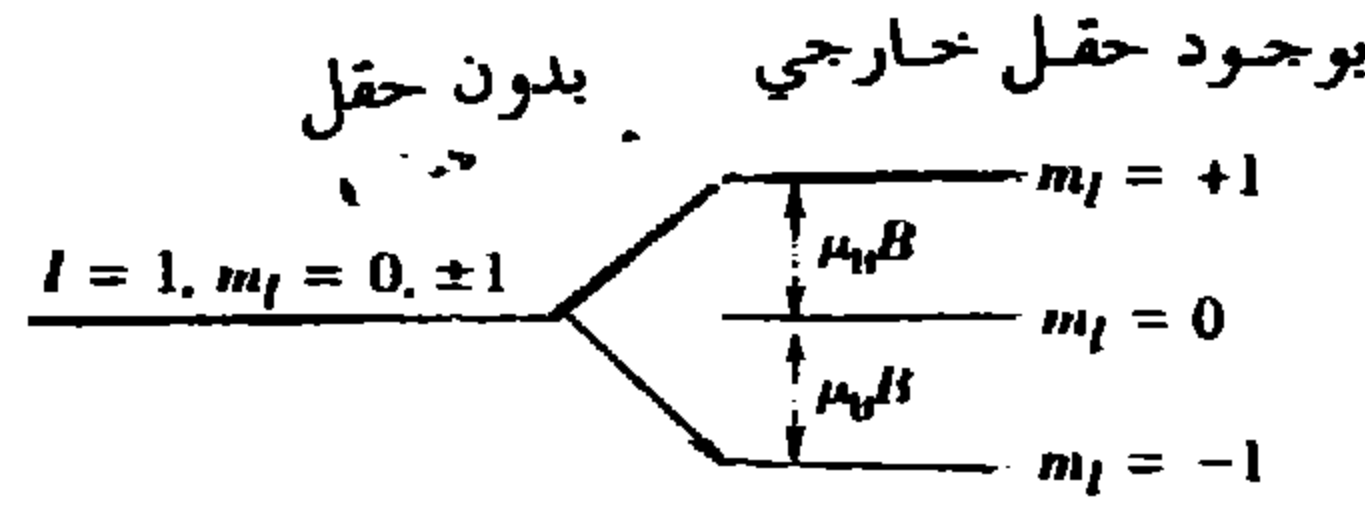 بوجود حقل خارجي
بدون حقل
l = 1. m_l = 0. ±1
m_l = +1
μ_B B
m_l = 0
μ_B B
m_l = -1